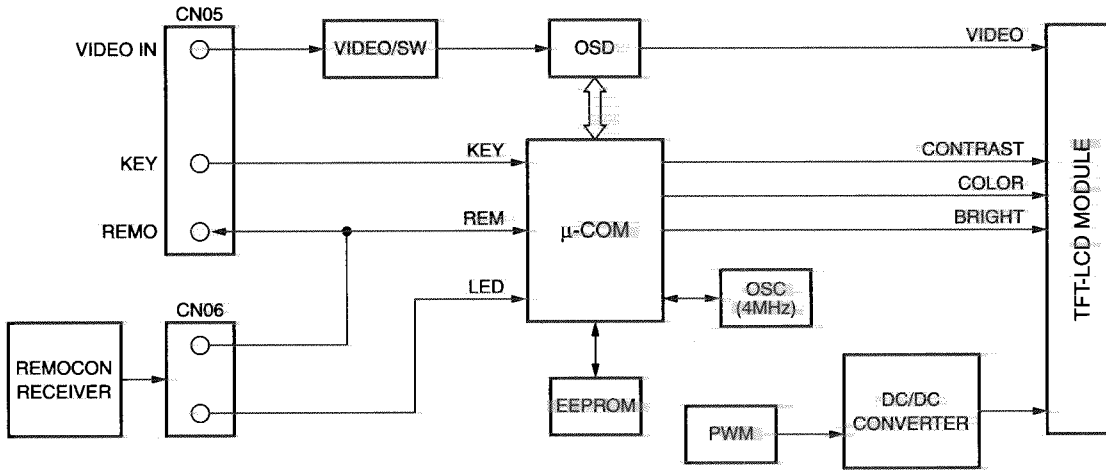 CN05
VIDEO IN
VIDEO/SW
OSD
VIDEO
KEY
KEY
CONTRAST
COLOR
REMO
REM
μ-COM
BRIGHT
TFT-LCD MODULE
LED
OSC
(4MHz)
CN06
REMOCON
RECEIVER
EEPROM
PWM
DC/DC
CONVERTER